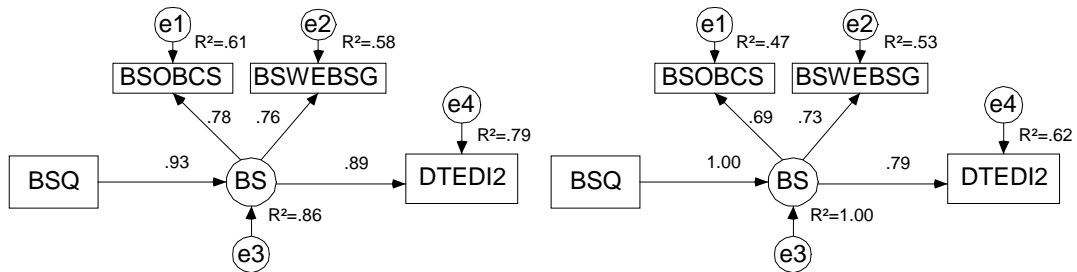 e1
R²=.61
e2
R²=.58
BSOBCS
BSWEBSG
.78
.76
e4
R²=.79
BSQ
.93
BS
.89
DTEDI2
R²=.86
e3
e1
R²=.47
e2
R²=.53
BSOBCS
BSWEBSG
.69
.73
e4
R²=.62
BSQ
1.00
BS
.79
DTEDI2
R²=1.00
e3